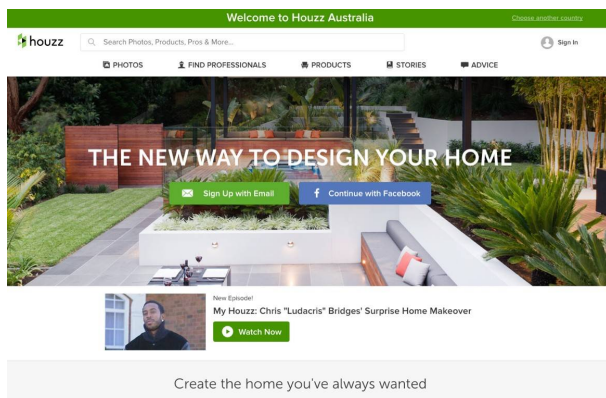 Welcome to Houzz Australia
Choose another country
houzz
Search Photos, Products, Pros & More...
Sign In
PHOTOS
FIND PROFESSIONALS
PRODUCTS
STORIES
ADVICE
THE NEW WAY TO DESIGN YOUR HOME
Sign Up with Email
Continue with Facebook
New Episode!
My Houzz: Chris "Ludacris" Bridges' Surprise Home Makeover
Watch Now
Create the home you've always wanted